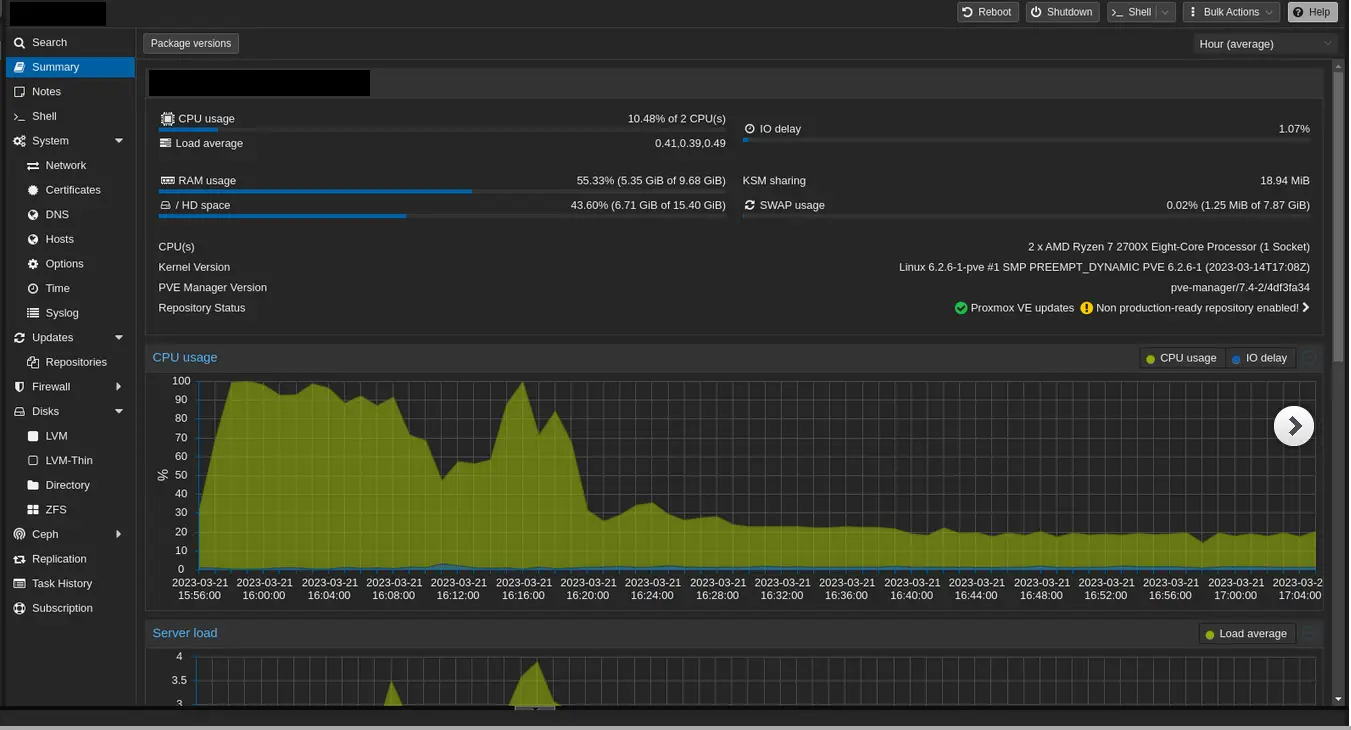 Reboot Shutdown Shell Bulk Actions Help
Search
Summary
Notes
Shell
System
Network
Certificates
DNS
Hosts
Options
Time
Syslog
Updates
Repositories
Firewall
Disks
LVM
LVM-Thin
Directory
ZFS
Ceph
Replication
Task History
Subscription
Package versions Hour (average)
CPU usage 10.48% of 2 CPU(s)
IO delay 1.07%
Load average 0.41,0.39,0.49
RAM usage 55.33% (5.35 GiB of 9.68 GiB)
KSM sharing 18.94 MiB
/ HD space 43.60% (6.71 GiB of 15.40 GiB)
SWAP usage 0.02% (1.25 MiB of 7.87 GiB)
CPU(s) 2 x AMD Ryzen 7 2700X Eight-Core Processor (1 Socket)
Kernel Version Linux 6.2.6-1-pve #1 SMP PREEMPT_DYNAMIC PVE 6.2.6-1 (2023-03-14T17:08Z)
PVE Manager Version pve-manager/7.4-2/4df3fa34
Repository Status Proxmox VE updates Non production-ready repository enabled!
CPU usage CPU usage IO delay
100
90
80
70
60
50
40
30
20
10
0
%
2023-03-21 2023-03-21 2023-03-21 2023-03-21 2023-03-21 2023-03-21 2023-03-21 2023-03-21 2023-03-21 2023-03-21 2023-03-21 2023-03-21 2023-03-21 2023-03-21 2023-03-21 2023-03-21 2023-03-21 2023-03-2
15:56:00 16:00:00 16:04:00 16:08:00 16:12:00 16:16:00 16:20:00 16:24:00 16:28:00 16:32:00 16:36:00 16:40:00 16:44:00 16:48:00 16:52:00 16:56:00 17:00:00 17:04:00
Server load Load average
4
3.5
3